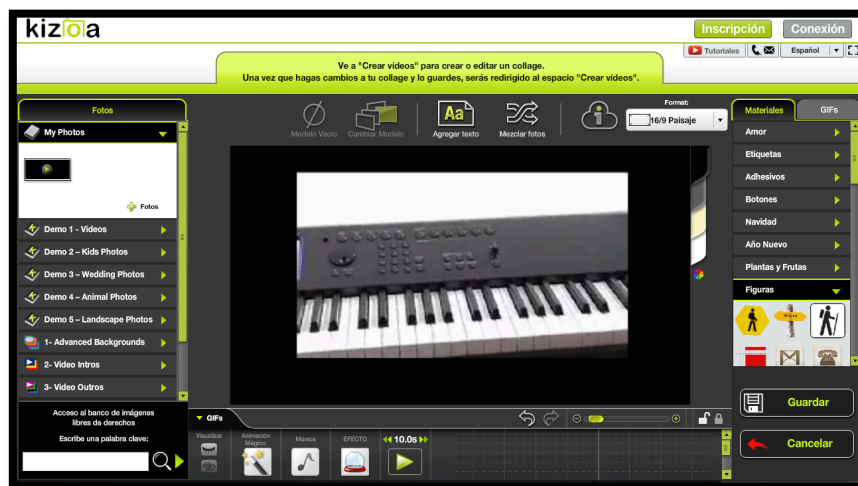 kizoa
Inscripción
Conexión
Tutoriales
Español
Ve a "Crear vídeos" para crear o editar un collage.
Una vez que hagas cambios a tu collage y lo guardes, serás redirigido al espacio "Crear vídeos".
Fotos
My Photos
Fotos
Demo 1 - Videos
Demo 2 – Kids Photos
Demo 3 – Wedding Photos
Demo 4 – Animal Photos
Demo 5 – Landscape Photos
1- Advanced Backgrounds
2- Video Intros
3- Video Outros
Acceso al banco de imágenes
libres de derechos
Escribe una palabra clave:
Modelo Vacío
Cambiar Modelo
Aa
Agregar texto
Mezclar fotos
Format:
16/9 Paisaje
Materiales
GIFs
Amor
Etiquetas
Adhesivos
Botones
Navidad
Año Nuevo
Plantas y Frutas
Figuras
GIFs
Visualizar
Animación
Mágico
Música
EFECTO
10.0s
Guardar
Cancelar